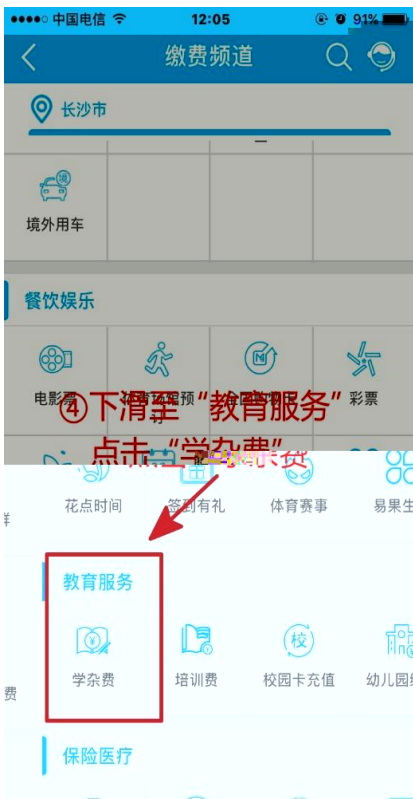 中国电信 12:05 91%
缴费频道
长沙市
境外用车
餐饮娱乐
电影票 彩票
④下滑至“教育服务”
点击“学杂费”
花点时间 签到有礼 体育赛事 易果生
教育服务
校
学杂费 培训费 校园卡充值 幼儿园
费
保险医疗